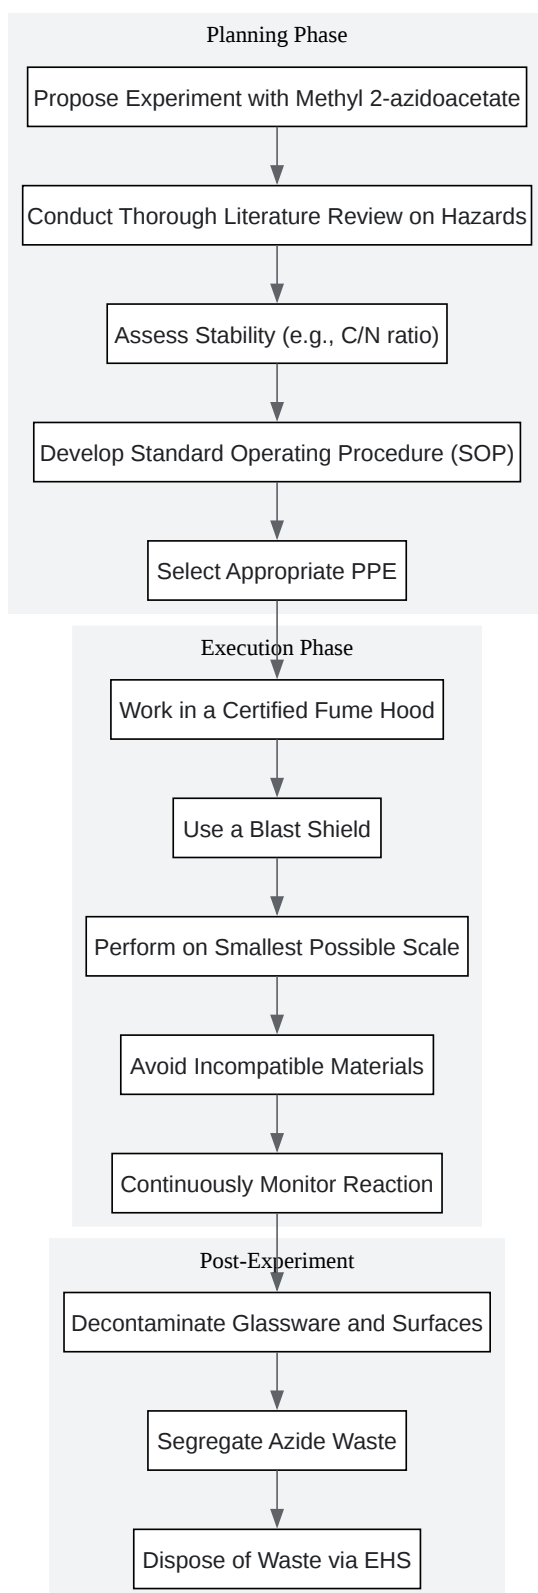 Planning Phase
Propose Experiment with Methyl 2-azidoacetate
Conduct Thorough Literature Review on Hazards
Assess Stability (e.g., C/N ratio)
Develop Standard Operating Procedure (SOP)
Select Appropriate PPE
Execution Phase
Work in a Certified Fume Hood
Use a Blast Shield
Perform on Smallest Possible Scale
Avoid Incompatible Materials
Continuously Monitor Reaction
Post-Experiment
Decontaminate Glassware and Surfaces
Segregate Azide Waste
Dispose of Waste via EHS